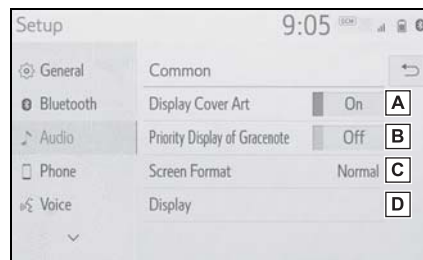 Setup
9:05
DCM
General
Common
Bluetooth
Display Cover Art
On
A
Audio
Priority Display of Gracenote
Off
B
Phone
Screen Format
Normal
C
Voice
Display
D